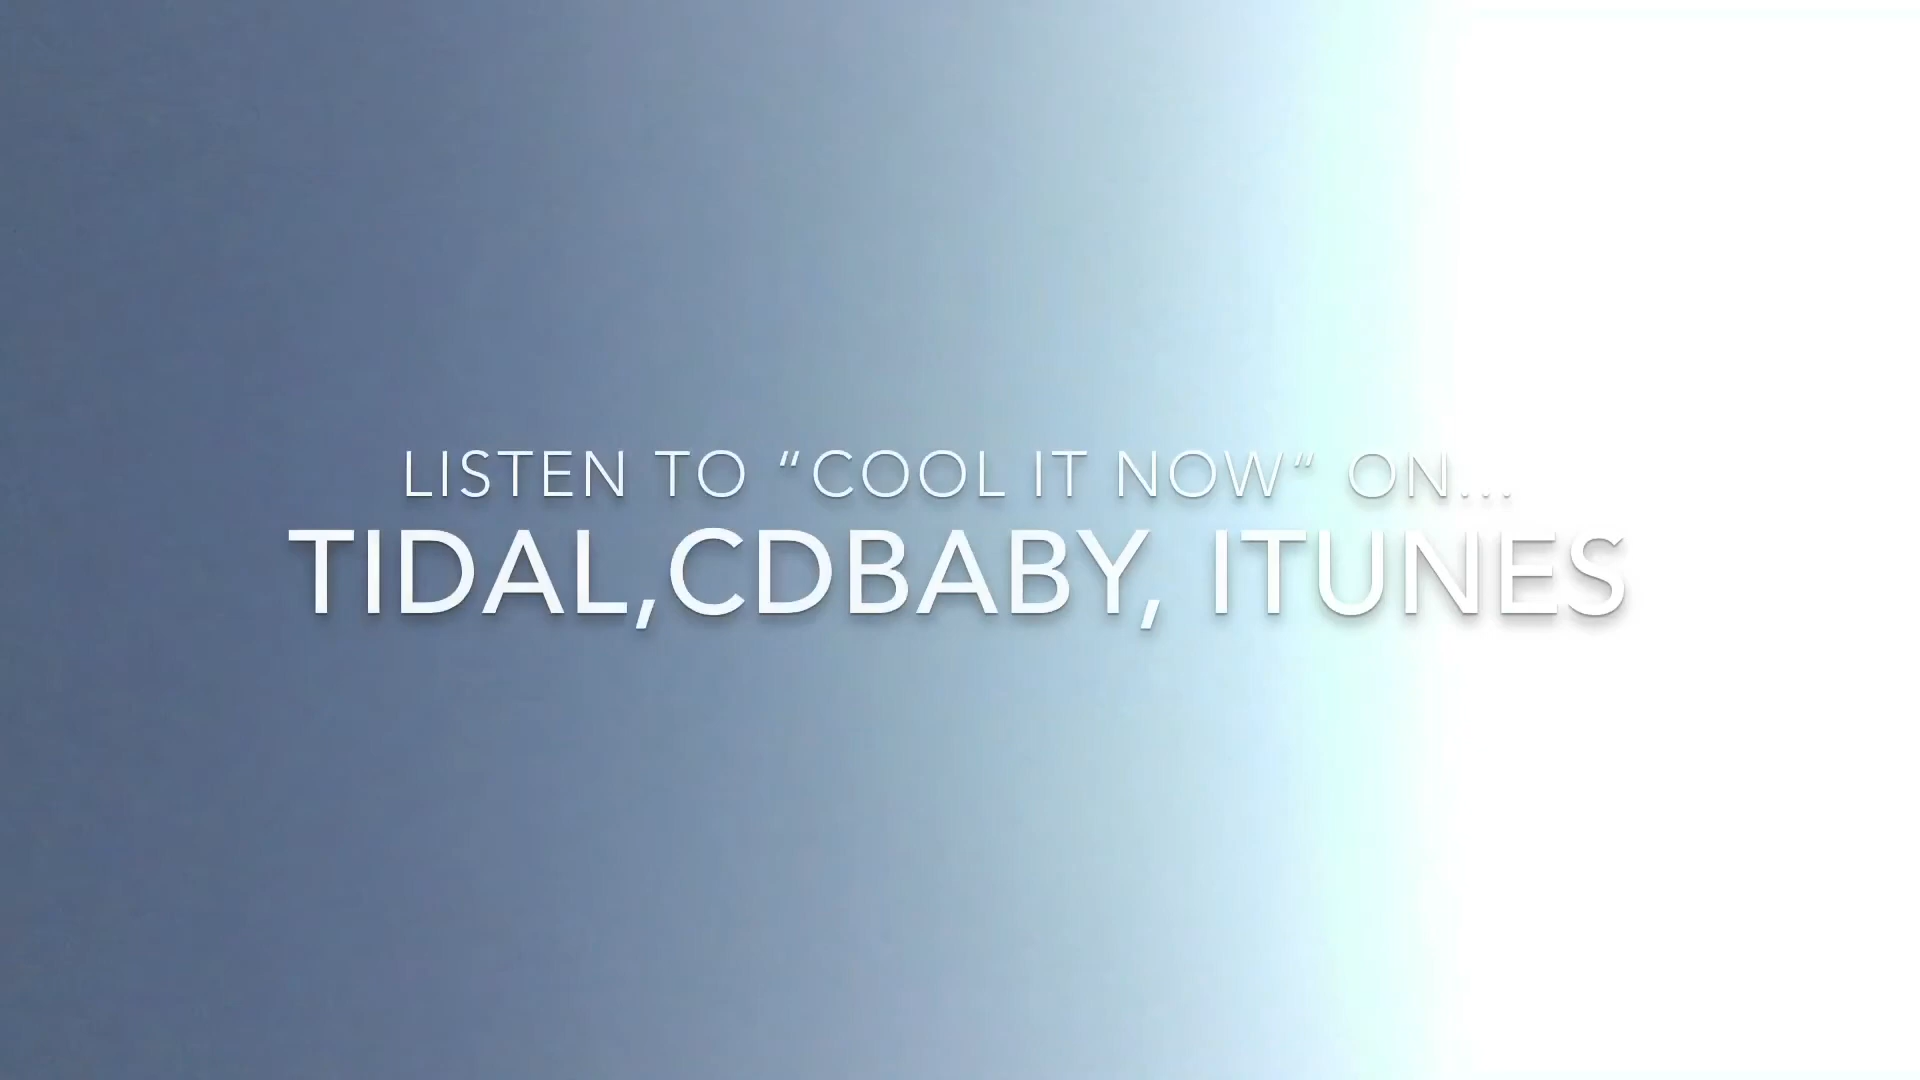 LISTEN TO “COOL IT NOW” ON...
TIDAL,CDBABY, ITUNES